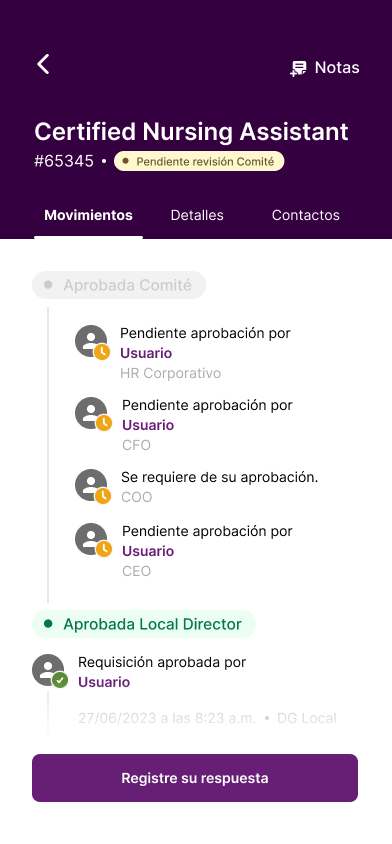 Notas
Certified Nursing Assistant
#65345 • Pendiente revisión Comité
Movimientos Detalles Contactos
Aprobada Comité
Pendiente aprobación por
Usuario
HR Corporativo
Pendiente aprobación por
Usuario
CFO
Se requiere de su aprobación.
COO
Pendiente aprobación por
Usuario
CEO
Aprobada Local Director
Requisición aprobada por
Usuario
27/06/2023 a las 8:23 a.m. • DG Local
Registre su respuesta